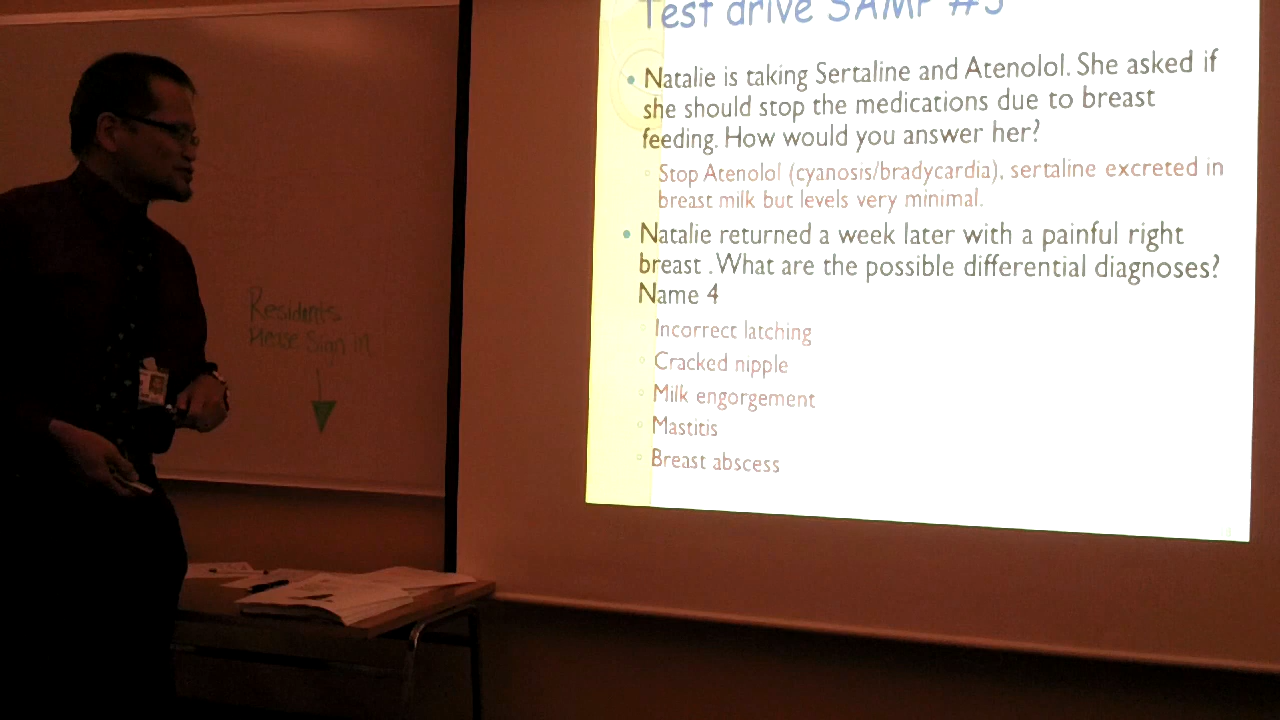 Test drive SAMP #5
• Natalie is taking Sertaline and Atenolol. She asked if
she should stop the medications due to breast
feeding. How would you answer her?
◦ Stop Atenolol (cyanosis/bradycardia), sertaline excreted in
breast milk but levels very minimal.
• Natalie returned a week later with a painful right
breast .What are the possible differential diagnoses?
Name 4
◦ Incorrect latching
◦ Cracked nipple
◦ Milk engorgement
◦ Mastitis
◦ Breast abscess
Residents
Please Sign in